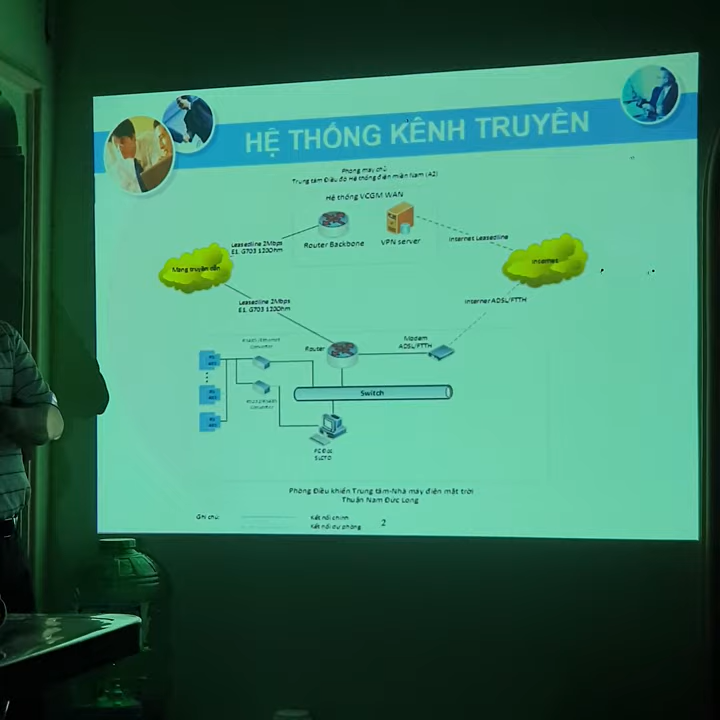 HỆ THỐNG KÊNH TRUYỀN
Phòng máy chủ
Trung tâm Điều độ Hệ thống điện miền Nam (A2)
Hệ thống VCGM WAN
Leasedline 2Mbps
E1, G703 120Ohm
Router Backbone
VPN server
Internet Leasedline
Mạng truyền dẫn
Internet
Leasedline 2Mbps
E1, G703 120Ohm
Internet ADSL/FTTH
Router
Modem
ADSL/FTTH
Switch
PC Đọc
Phòng Điều khiển Trung tâm-Nhà máy điện mặt trời
Thuận Nam Đức Long
Ghi chú:
Kết nối chính
Kết nối dự phòng
2